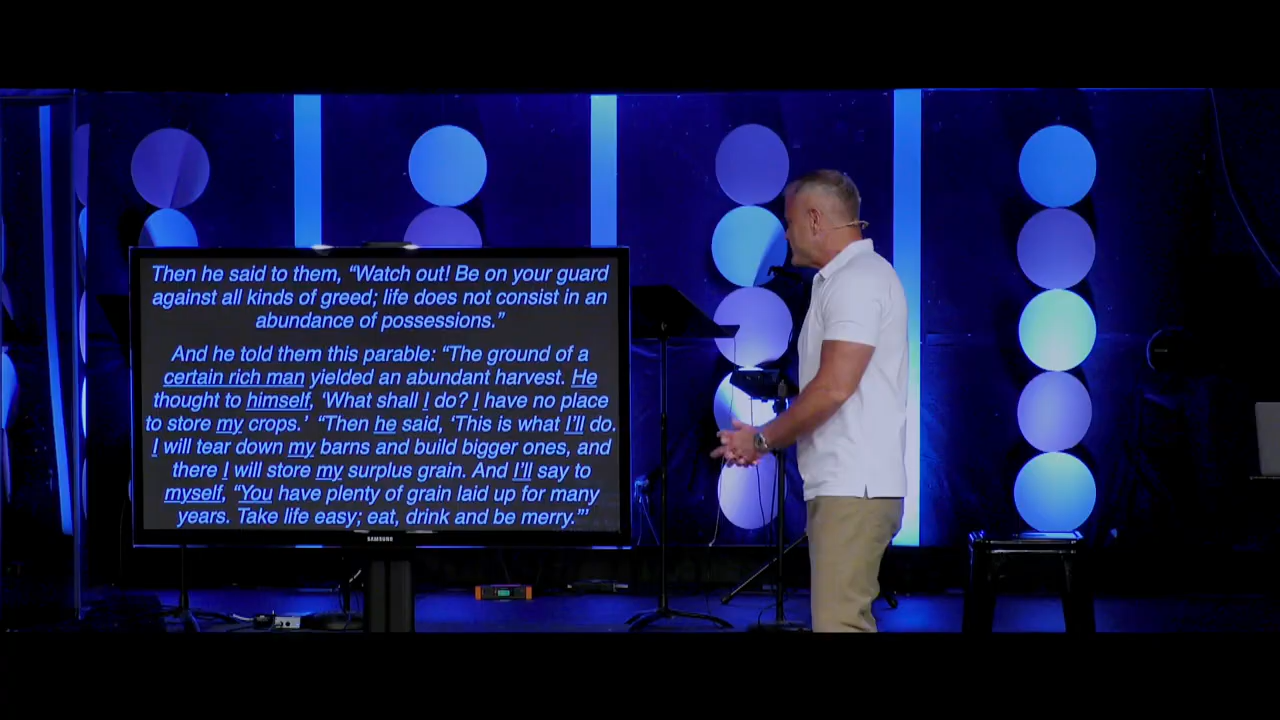 Then he said to them, “Watch out! Be on your guard
against all kinds of greed; life does not consist in an
abundance of possessions.”
And he told them this parable: “The ground of a
certain rich man yielded an abundant harvest. He
thought to himself, ‘What shall I do? I have no place
to store my crops.’ “Then he said, ‘This is what I’ll do.
I will tear down my barns and build bigger ones, and
there I will store my surplus grain. And I’ll say to
myself, “You have plenty of grain laid up for many
years. Take life easy; eat, drink and be merry.”’
SAMSUNG